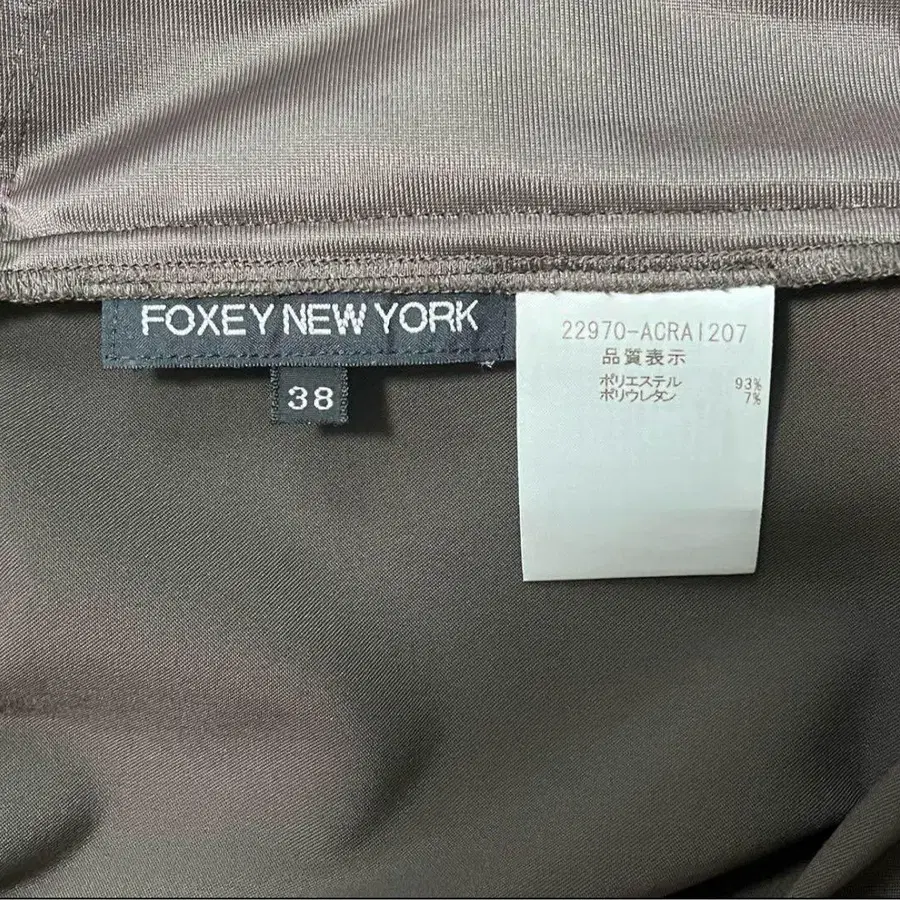 FOXEY NEW YORK
38
22970-ACRAI207
品質表示
ポリエステル 93%
ポリウレタン 7%